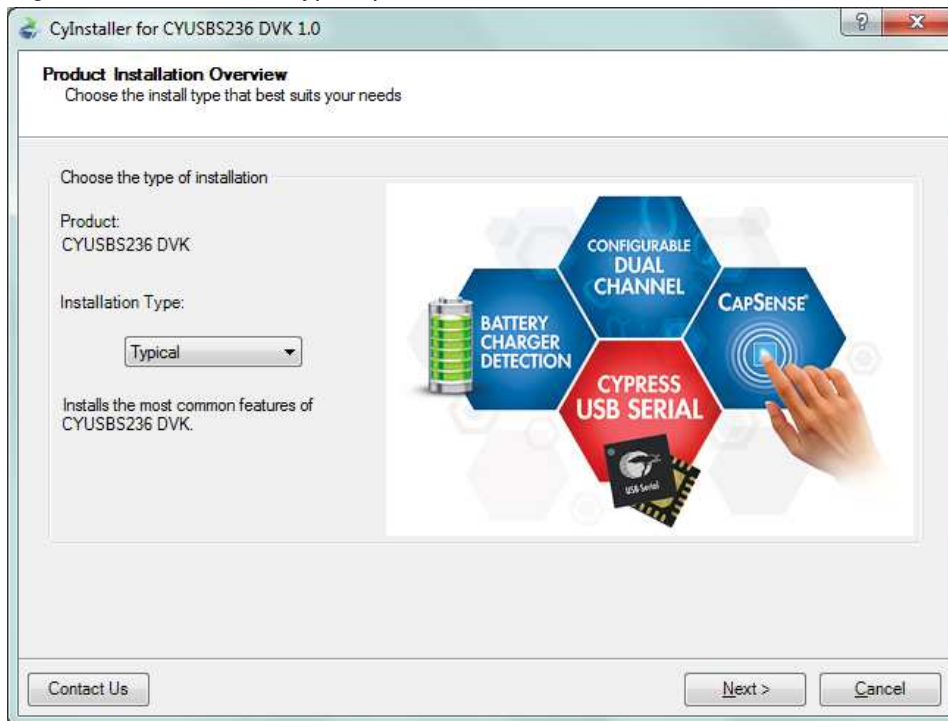 CyInstaller for CYUSBS236 DVK 1.0
Product Installation Overview
Choose the install type that best suits your needs
Choose the type of installation
Product:
CYUSBS236 DVK
Installation Type:
Typical
Installs the most common features of
CYUSBS236 DVK.
CONFIGURABLE
DUAL
CHANNEL
BATTERY
CHARGER
DETECTION
CAPSENSE®
CYPRESS
USB SERIAL
USB-Serial
Contact Us
Next >
Cancel